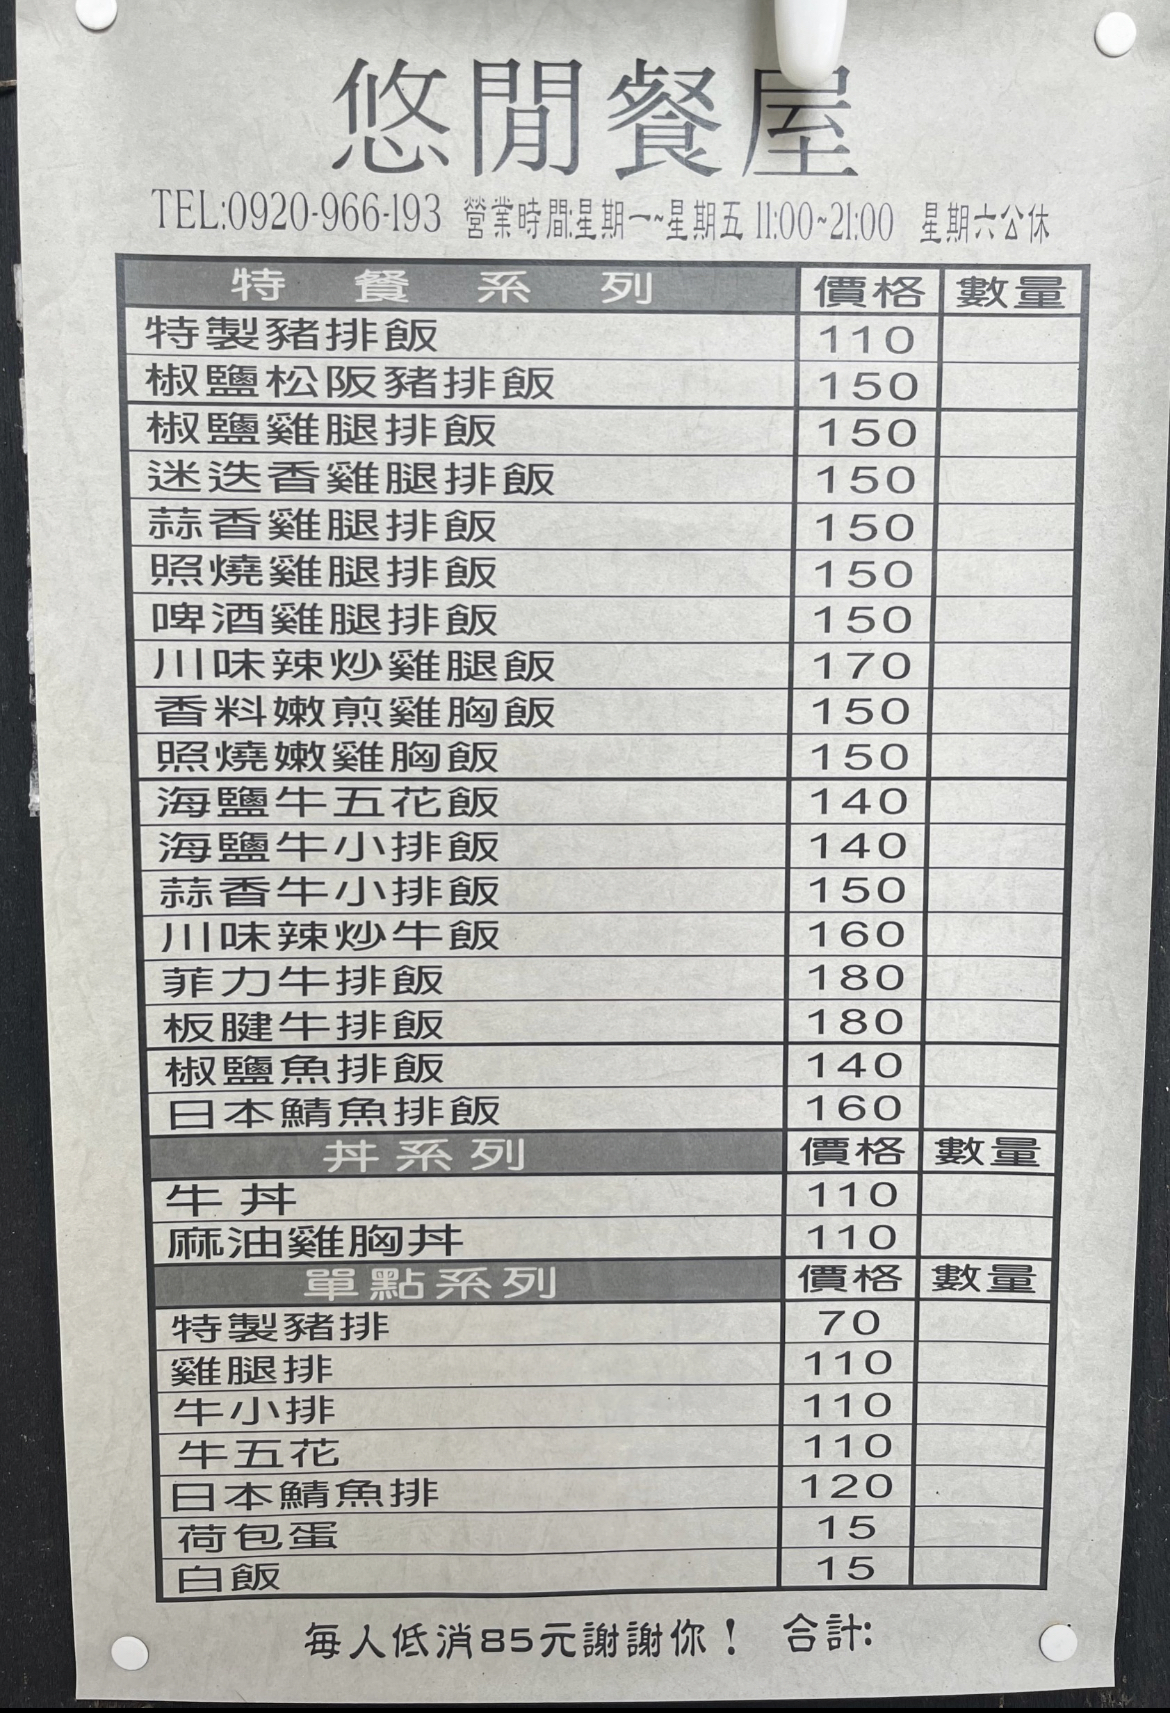 悠閒餐屋
TEL:0920-966-193 營業時間:星期一~星期五 11:00~21:00 星期六公休
特餐系列 價格 數量
特製豬排飯 110
椒鹽松阪豬排飯 150
椒鹽雞腿排飯 150
迷迭香雞腿排飯 150
蒜香雞腿排飯 150
照燒雞腿排飯 150
啤酒雞腿排飯 150
川味辣炒雞腿飯 170
香料嫩煎雞胸飯 150
照燒嫩雞胸飯 150
海鹽牛五花飯 140
海鹽牛小排飯 140
蒜香牛小排飯 150
川味辣炒牛飯 160
菲力牛排飯 180
板腱牛排飯 180
椒鹽魚排飯 140
日本鯖魚排飯 160
丼系列 價格 數量
牛丼 110
麻油雞胸丼 110
單點系列 價格 數量
特製豬排 70
雞腿排 110
牛小排 110
牛五花 110
日本鯖魚排 120
荷包蛋 15
白飯 15
每人低消85元謝謝你！ 合計: